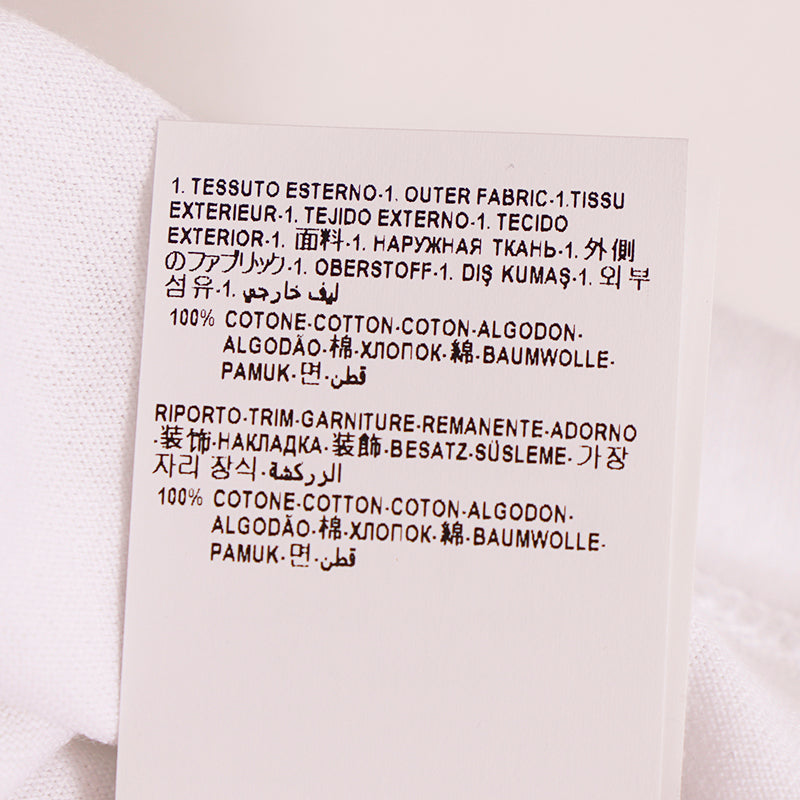 1. TESSUTO ESTERNO-1. OUTER FABRIC-1.TISSU
EXTERIEUR-1. TEJIDO EXTERNO-1. TECIDO
EXTERIOR-1. 面料-1. НАРУЖНАЯ ТКАНЬ-1. 外側
のファブリック-1. OBERSTOFF-1. DIŞ KUMAŞ-1. 외부
섬유-1. ليف خارجي
100% COTONE-COTTON-COTON-ALGODON-
ALGODÃO-棉-ХЛОПОК-綿-BAUMWOLLE-
PAMUK-면-قطن
RIPORTO-TRIM-GARNITURE-REMANENTE-ADORNO
-装饰-НАКЛАДКА-装飾-BESATZ-SÜSLEME-가장
자리 장식-الزركشة
100% COTONE-COTTON-COTON-ALGODON-
ALGODÃO-棉-ХЛОПОК-綿-BAUMWOLLE-
PAMUK-면-قطن